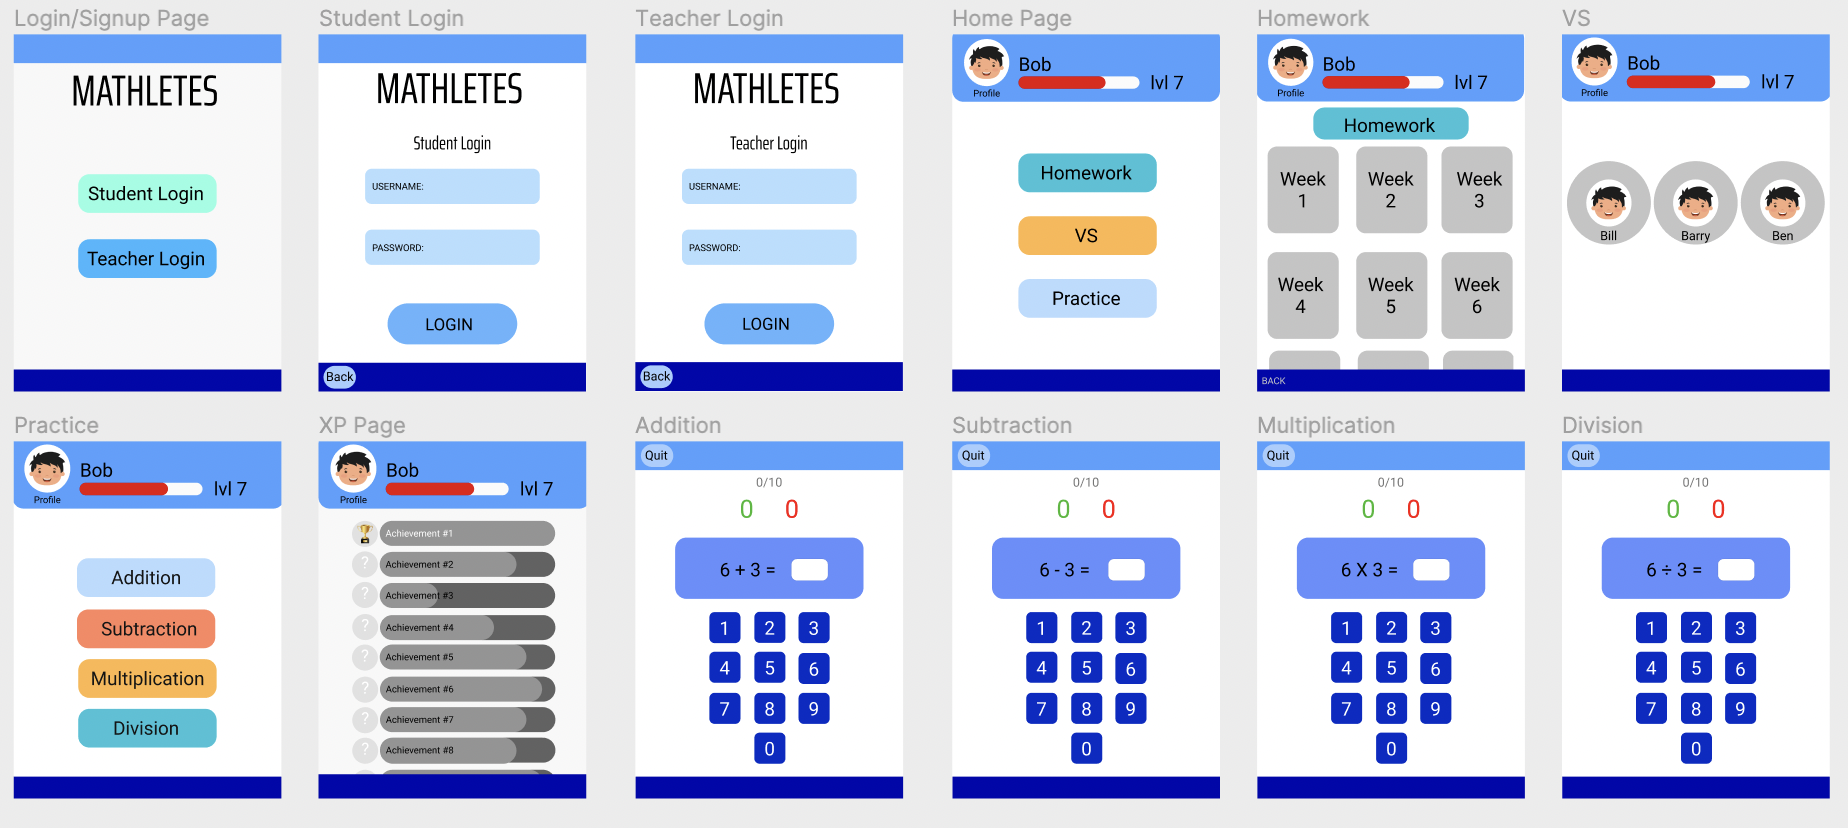 Login/Signup Page
MATHLETES
Student Login
Teacher Login
Student Login
MATHLETES
Student Login
USERNAME:
PASSWORD:
LOGIN
Back
Teacher Login
MATHLETES
Teacher Login
USERNAME:
PASSWORD:
LOGIN
Back
Home Page
Bob
lvl 7
Profile
Homework
VS
Practice
Homework
Bob
lvl 7
Profile
Homework
Week
1
Week
2
Week
3
Week
4
Week
5
Week
6
BACK
VS
Bob
lvl 7
Profile
Bill
Barry
Ben
Practice
Bob
lvl 7
Profile
Addition
Subtraction
Multiplication
Division
XP Page
Bob
lvl 7
Profile
Achievement #1
? Achievement #2
? Achievement #3
? Achievement #4
? Achievement #5
? Achievement #6
? Achievement #7
? Achievement #8
Addition
Quit
0/10
0 0
6 + 3 =
1 2 3
4 5 6
7 8 9
0
Subtraction
Quit
0/10
0 0
6 - 3 =
1 2 3
4 5 6
7 8 9
0
Multiplication
Quit
0/10
0 0
6 X 3 =
1 2 3
4 5 6
7 8 9
0
Division
Quit
0/10
0 0
6 ÷ 3 =
1 2 3
4 5 6
7 8 9
0